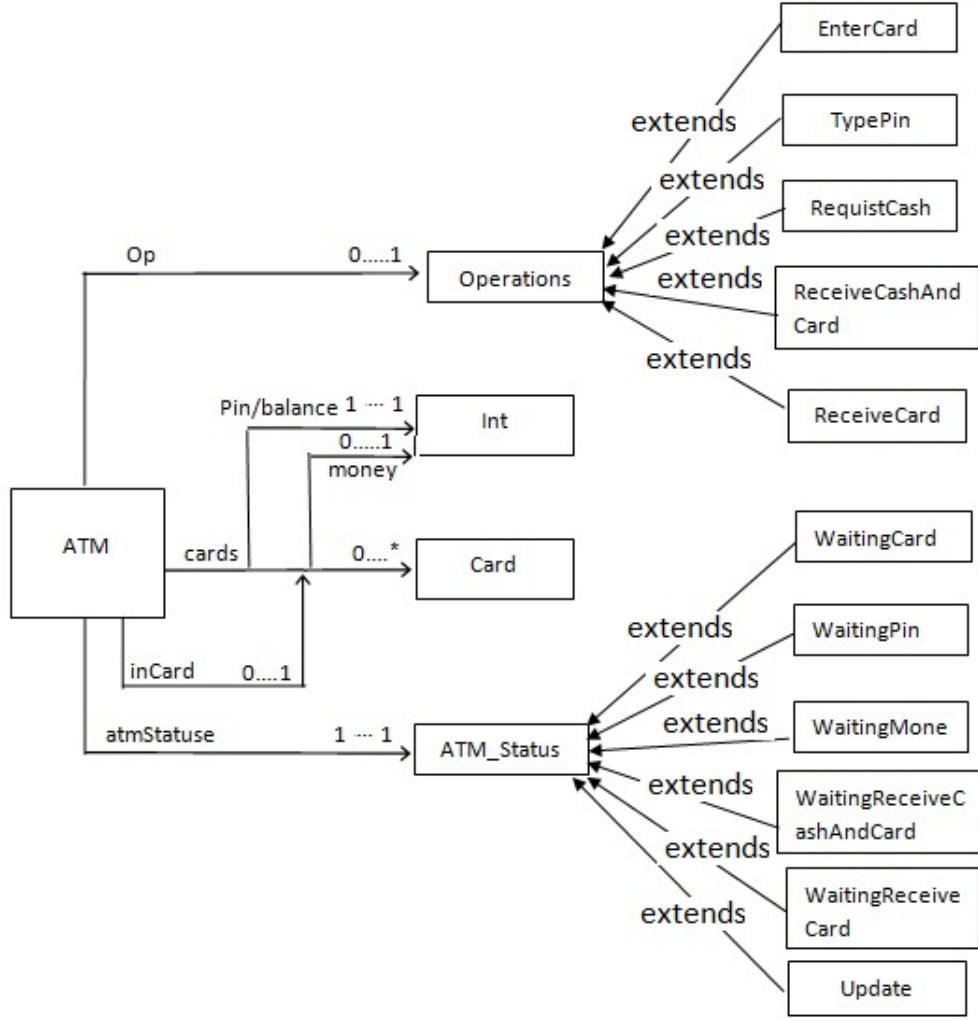 EnterCard
extends
TypePin
extends
RequistCash
extends
Op
0.....1
Operations
extends
ReceiveCashAnd
Card
extends
ReceiveCard
Pin/balance
1 ---- 1
Int
0.....1
money
ATM
cards
0....*
Card
WaitingCard
extends
WaitingPin
inCard
0....1
extends
atmStatuse
1 ---- 1
ATM_Status
extends
WaitingMone
extends
WaitingReceiveC
ashAndCard
extends
WaitingReceive
Card
extends
Update